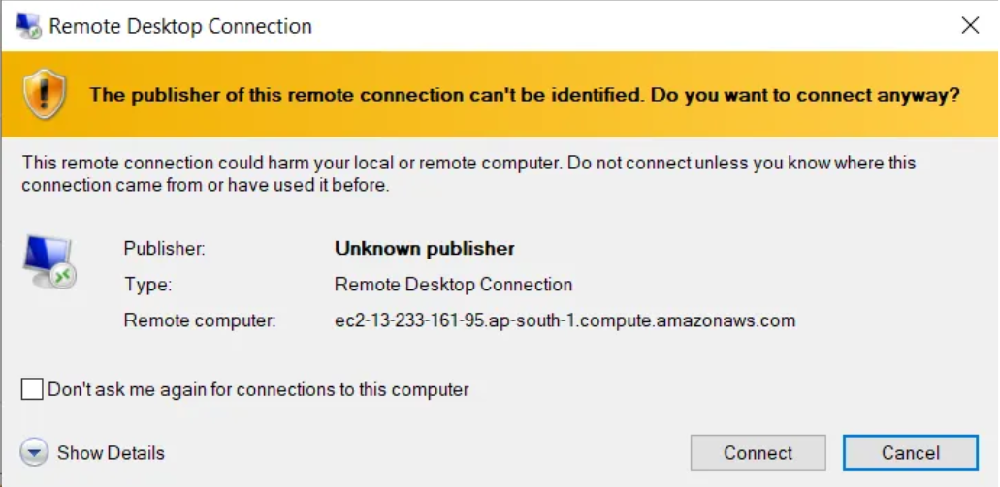 Remote Desktop Connection
The publisher of this remote connection can't be identified. Do you want to connect anyway?
This remote connection could harm your local or remote computer. Do not connect unless you know where this
connection came from or have used it before.
Publisher: Unknown publisher
Type: Remote Desktop Connection
Remote computer: ec2-13-233-161-95.ap-south-1.compute.amazonaws.com
Don't ask me again for connections to this computer
Show Details Connect Cancel